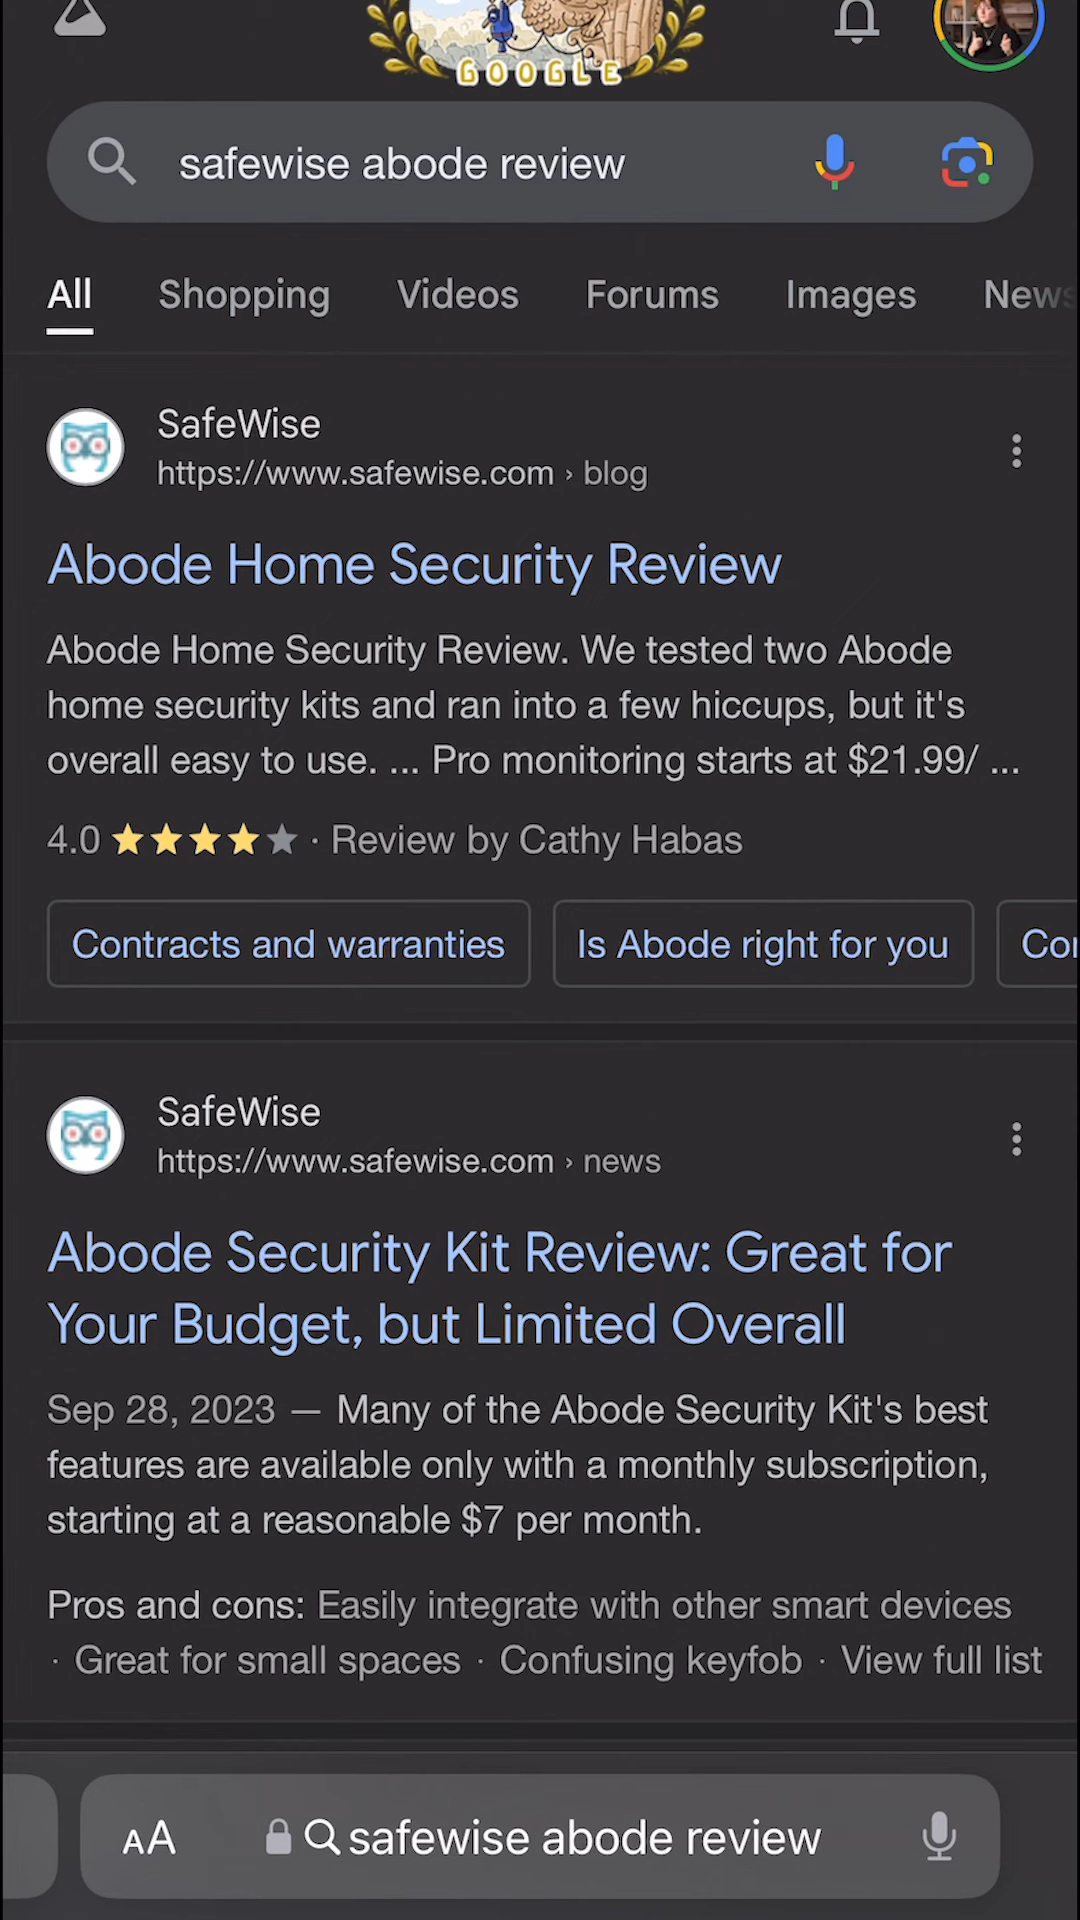 GOOGLE
safewise abode review
All Shopping Videos Forums Images News
SafeWise
https://www.safewise.com › blog
Abode Home Security Review
Abode Home Security Review. We tested two Abode
home security kits and ran into a few hiccups, but it's
overall easy to use. ... Pro monitoring starts at $21.99/ ...
4.0 ★★★★★ · Review by Cathy Habas
Contracts and warranties Is Abode right for you
SafeWise
https://www.safewise.com › news
Abode Security Kit Review: Great for
Your Budget, but Limited Overall
Sep 28, 2023 — Many of the Abode Security Kit's best
features are available only with a monthly subscription,
starting at a reasonable $7 per month.
Pros and cons: Easily integrate with other smart devices
· Great for small spaces · Confusing keyfob · View full list
AA safewise abode review